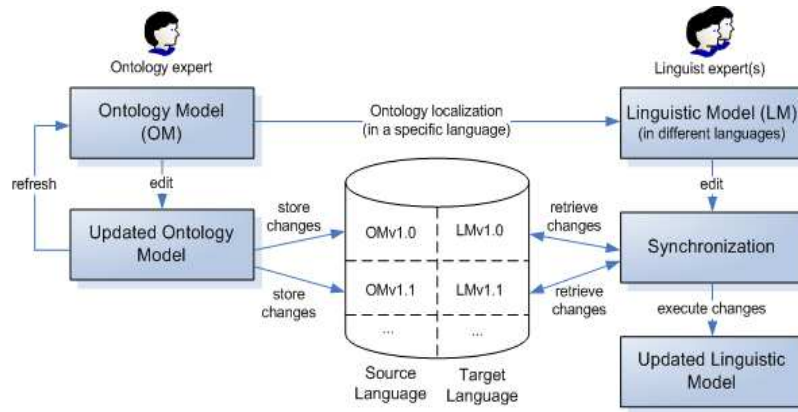 Ontology expert
Linguist expert(s)
Ontology Model
(OM)
Ontology localization
(in a specific language)
Linguistic Model (LM)
(in different languages)
refresh
edit
edit
Updated Ontology
Model
store
changes
OMv1.0
LMv1.0
retrieve
changes
Synchronization
store
changes
OMv1.1
LMv1.1
retrieve
changes
execute changes
...
...
Source
Language
Target
Language
Updated Linguistic
Model